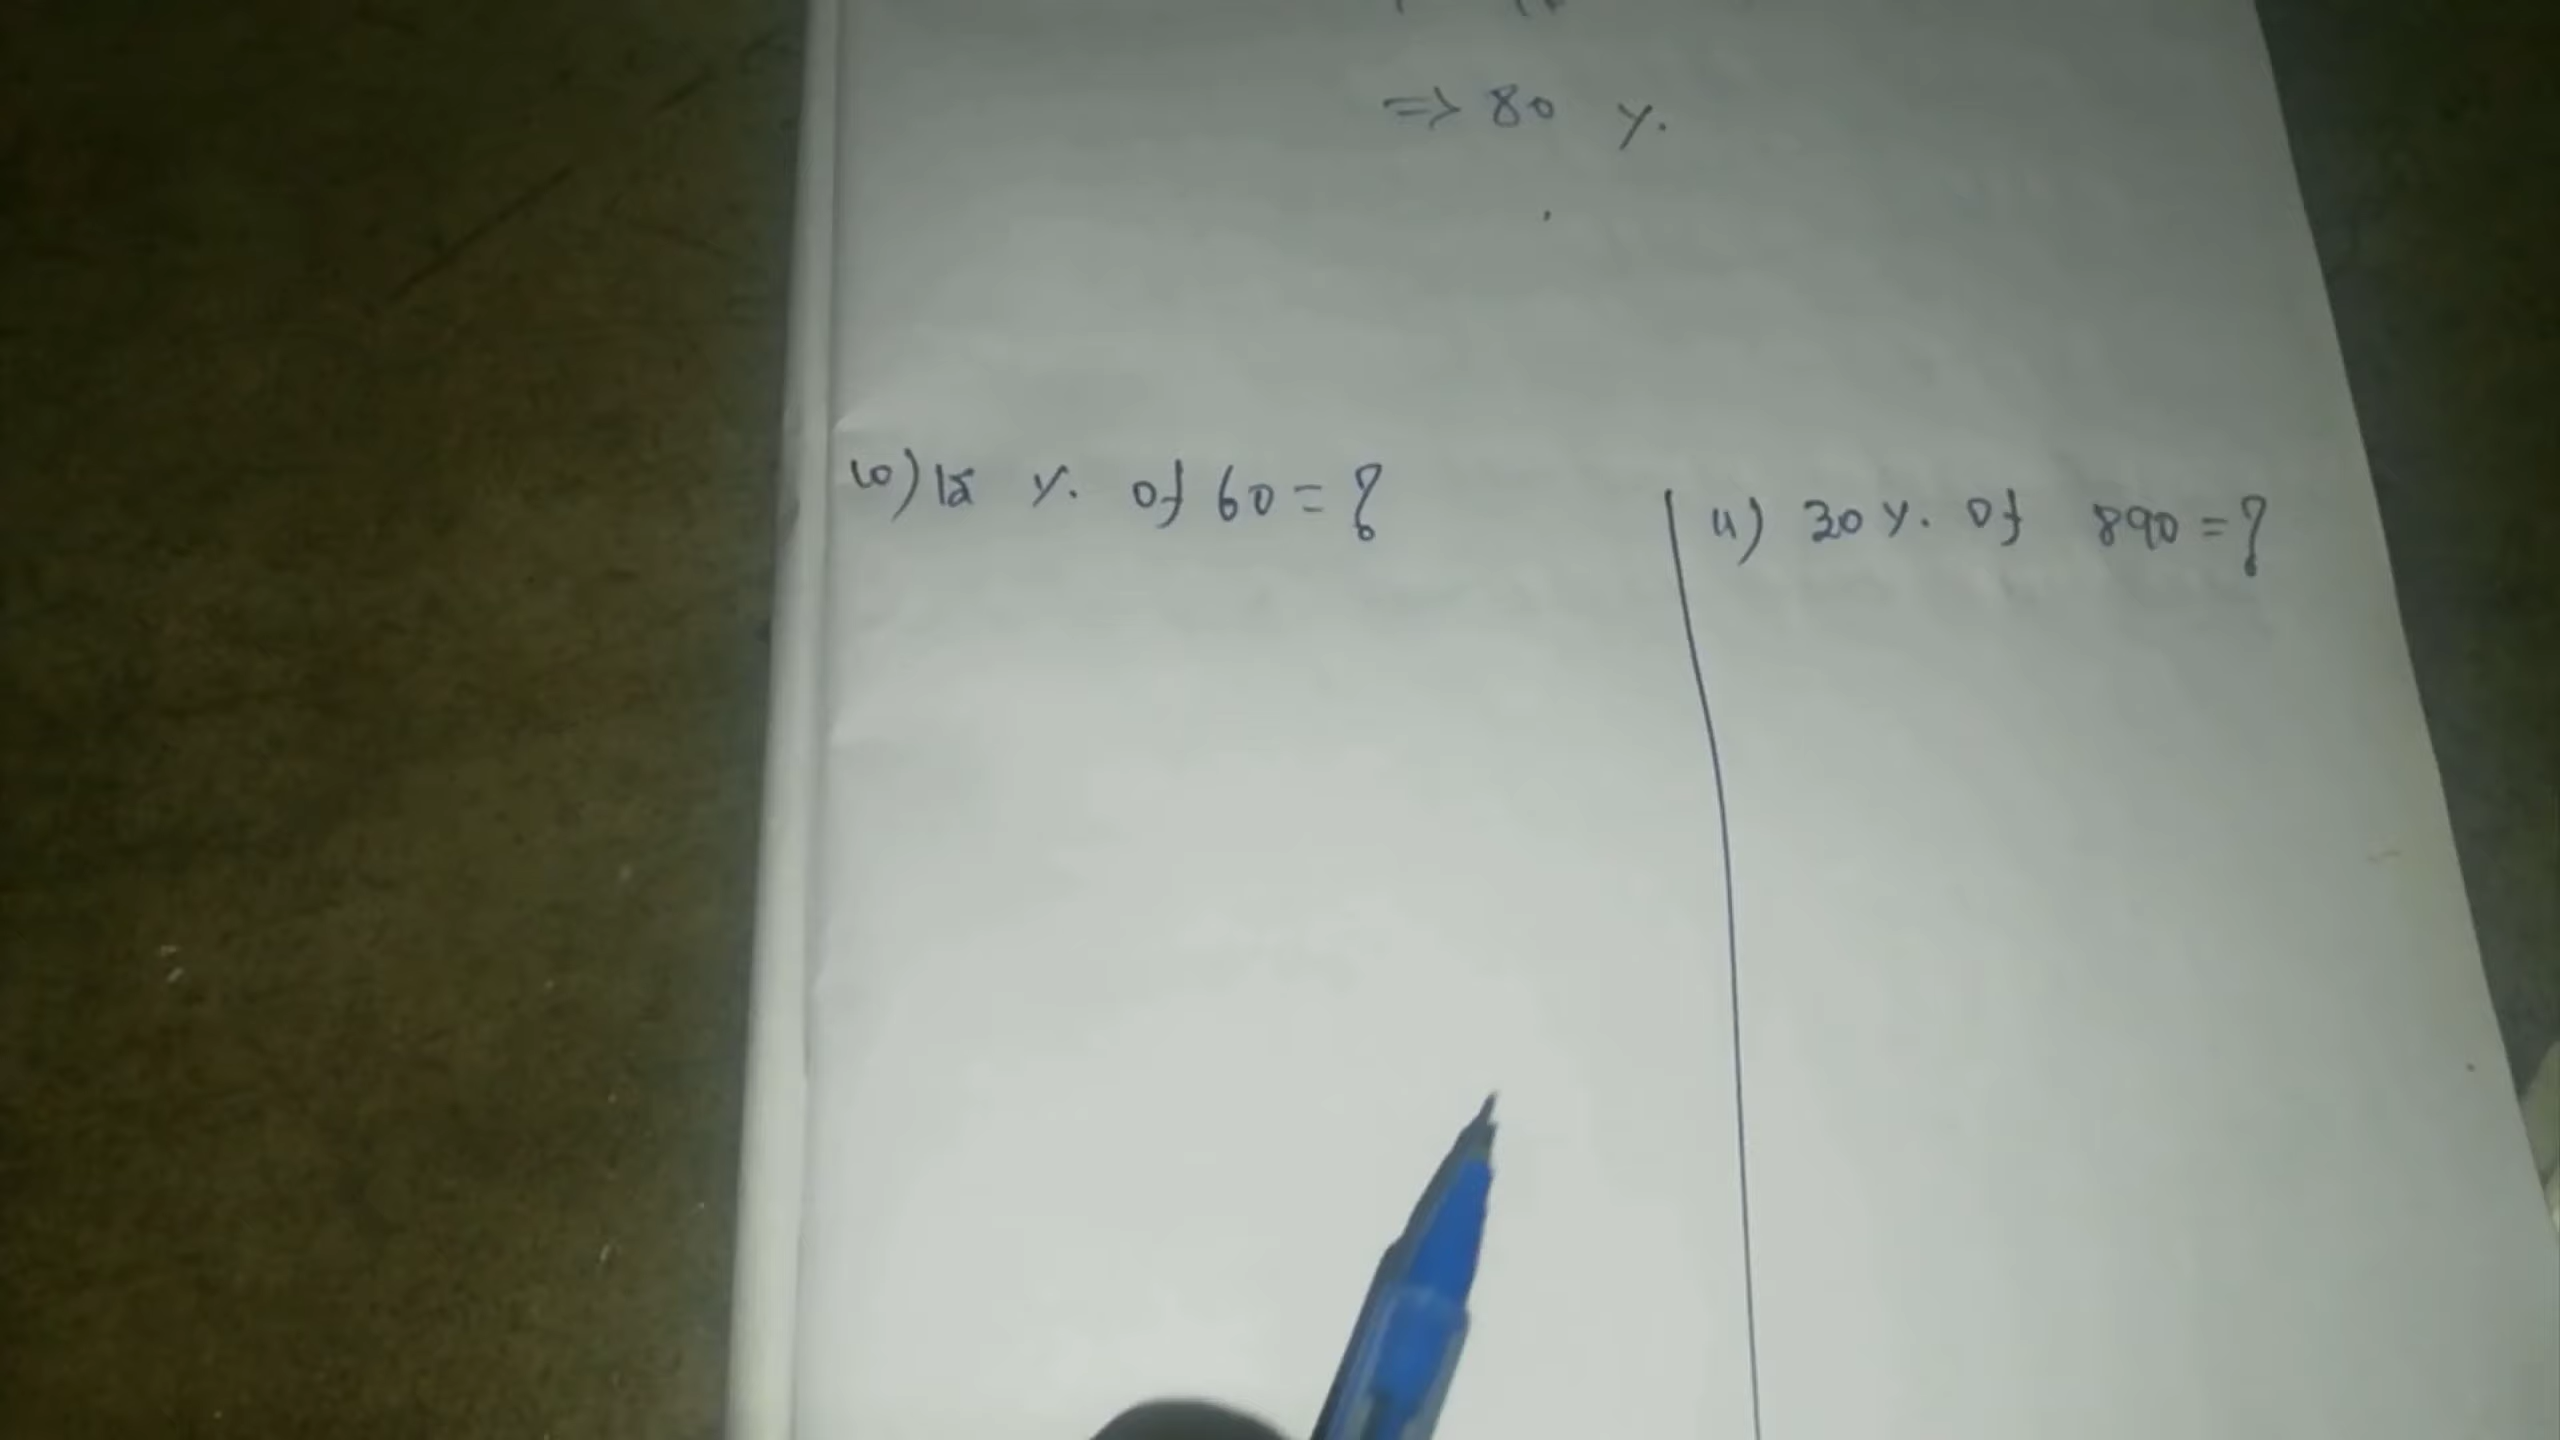 => 80 %.
10) 15 %. of 60 = ?
11) 30 %. of 890 = ?